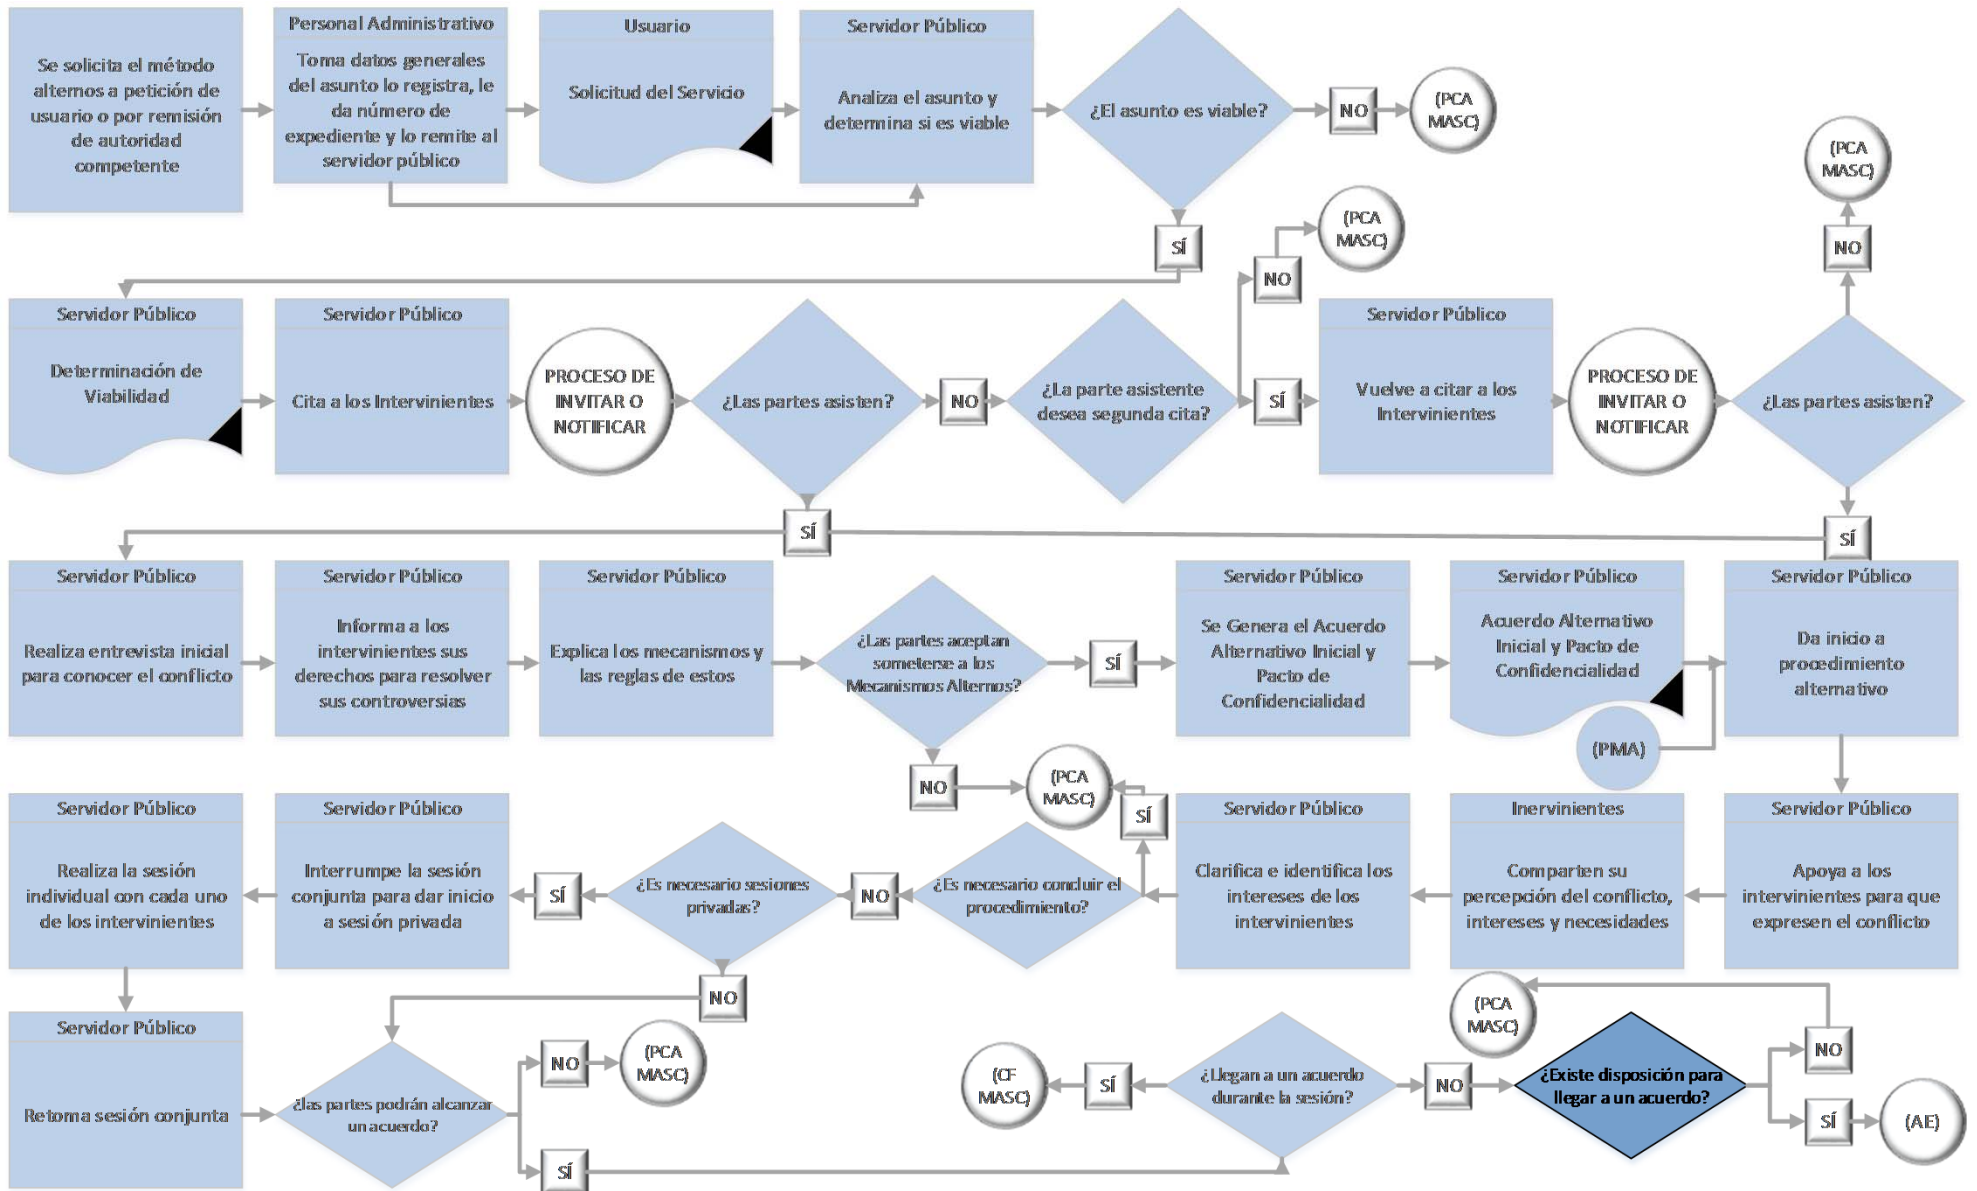 Se solicita el método
alternos a petición de
usuario o por remisión
de autoridad
competente
Personal Administrativo
Toma datos generales
del asunto lo registra, le
da número de
expediente y lo remite al
servidor público
Usuario
Solicitud del Servicio
Servidor Público
Analiza el asunto y
determina si es viable
¿El asunto es viable?
NO
(PCA
MASC)
SÍ
(PCA
MASC)
NO
(PCA
MASC)
NO
Servidor Público
Determinación de
Viabilidad
Servidor Público
Cita a los Intervinientes
PROCESO DE
INVITAR O
NOTIFICAR
¿Las partes asisten?
NO
¿La parte asistente
desea segunda cita?
SÍ
Servidor Público
Vuelve a citar a los
Intervinientes
PROCESO DE
INVITAR O
NOTIFICAR
¿Las partes asisten?
SÍ
SÍ
Servidor Público
Realiza entrevista inicial
para conocer el conflicto
Servidor Público
Informa a los
intervinientes sus
derechos para resolver
sus controversias
Servidor Público
Explica los mecanismos y
las reglas de estos
¿Las partes aceptan
someterse a los
Mecanismos Alternos?
SÍ
Servidor Público
Se Genera el Acuerdo
Alternativo Inicial y
Pacto de
Confidencialidad
Servidor Público
Acuerdo Alternativo
Inicial y Pacto de
Confidencialidad
(PMA)
Servidor Público
Da inicio a
procedimiento
alternativo
NO
(PCA
MASC)
SÍ
Servidor Público
Realiza la sesión
individual con cada uno
de los intervinientes
Servidor Público
Interrumpe la sesión
conjunta para dar inicio
a sesión privada
SÍ
¿Es necesario sesiones
privadas?
NO
¿Es necesario concluir el
procedimiento?
Servidor Público
Clarifica e identifica los
intereses de los
intervinientes
Inervinientes
Comparten su
percepción del conflicto,
intereses y necesidades
Servidor Público
Apoya a los
intervinientes para que
expresen el conflicto
NO
Servidor Público
Retoma sesión conjunta
¿las partes podrán alcanzar
un acuerdo?
NO
(PCA
MASC)
SÍ
(CF
MASC)
SÍ
¿Llegan a un acuerdo
durante la sesión?
NO
(PCA
MASC)
¿Existe disposición para
llegar a un acuerdo?
NO
SÍ
(AE)